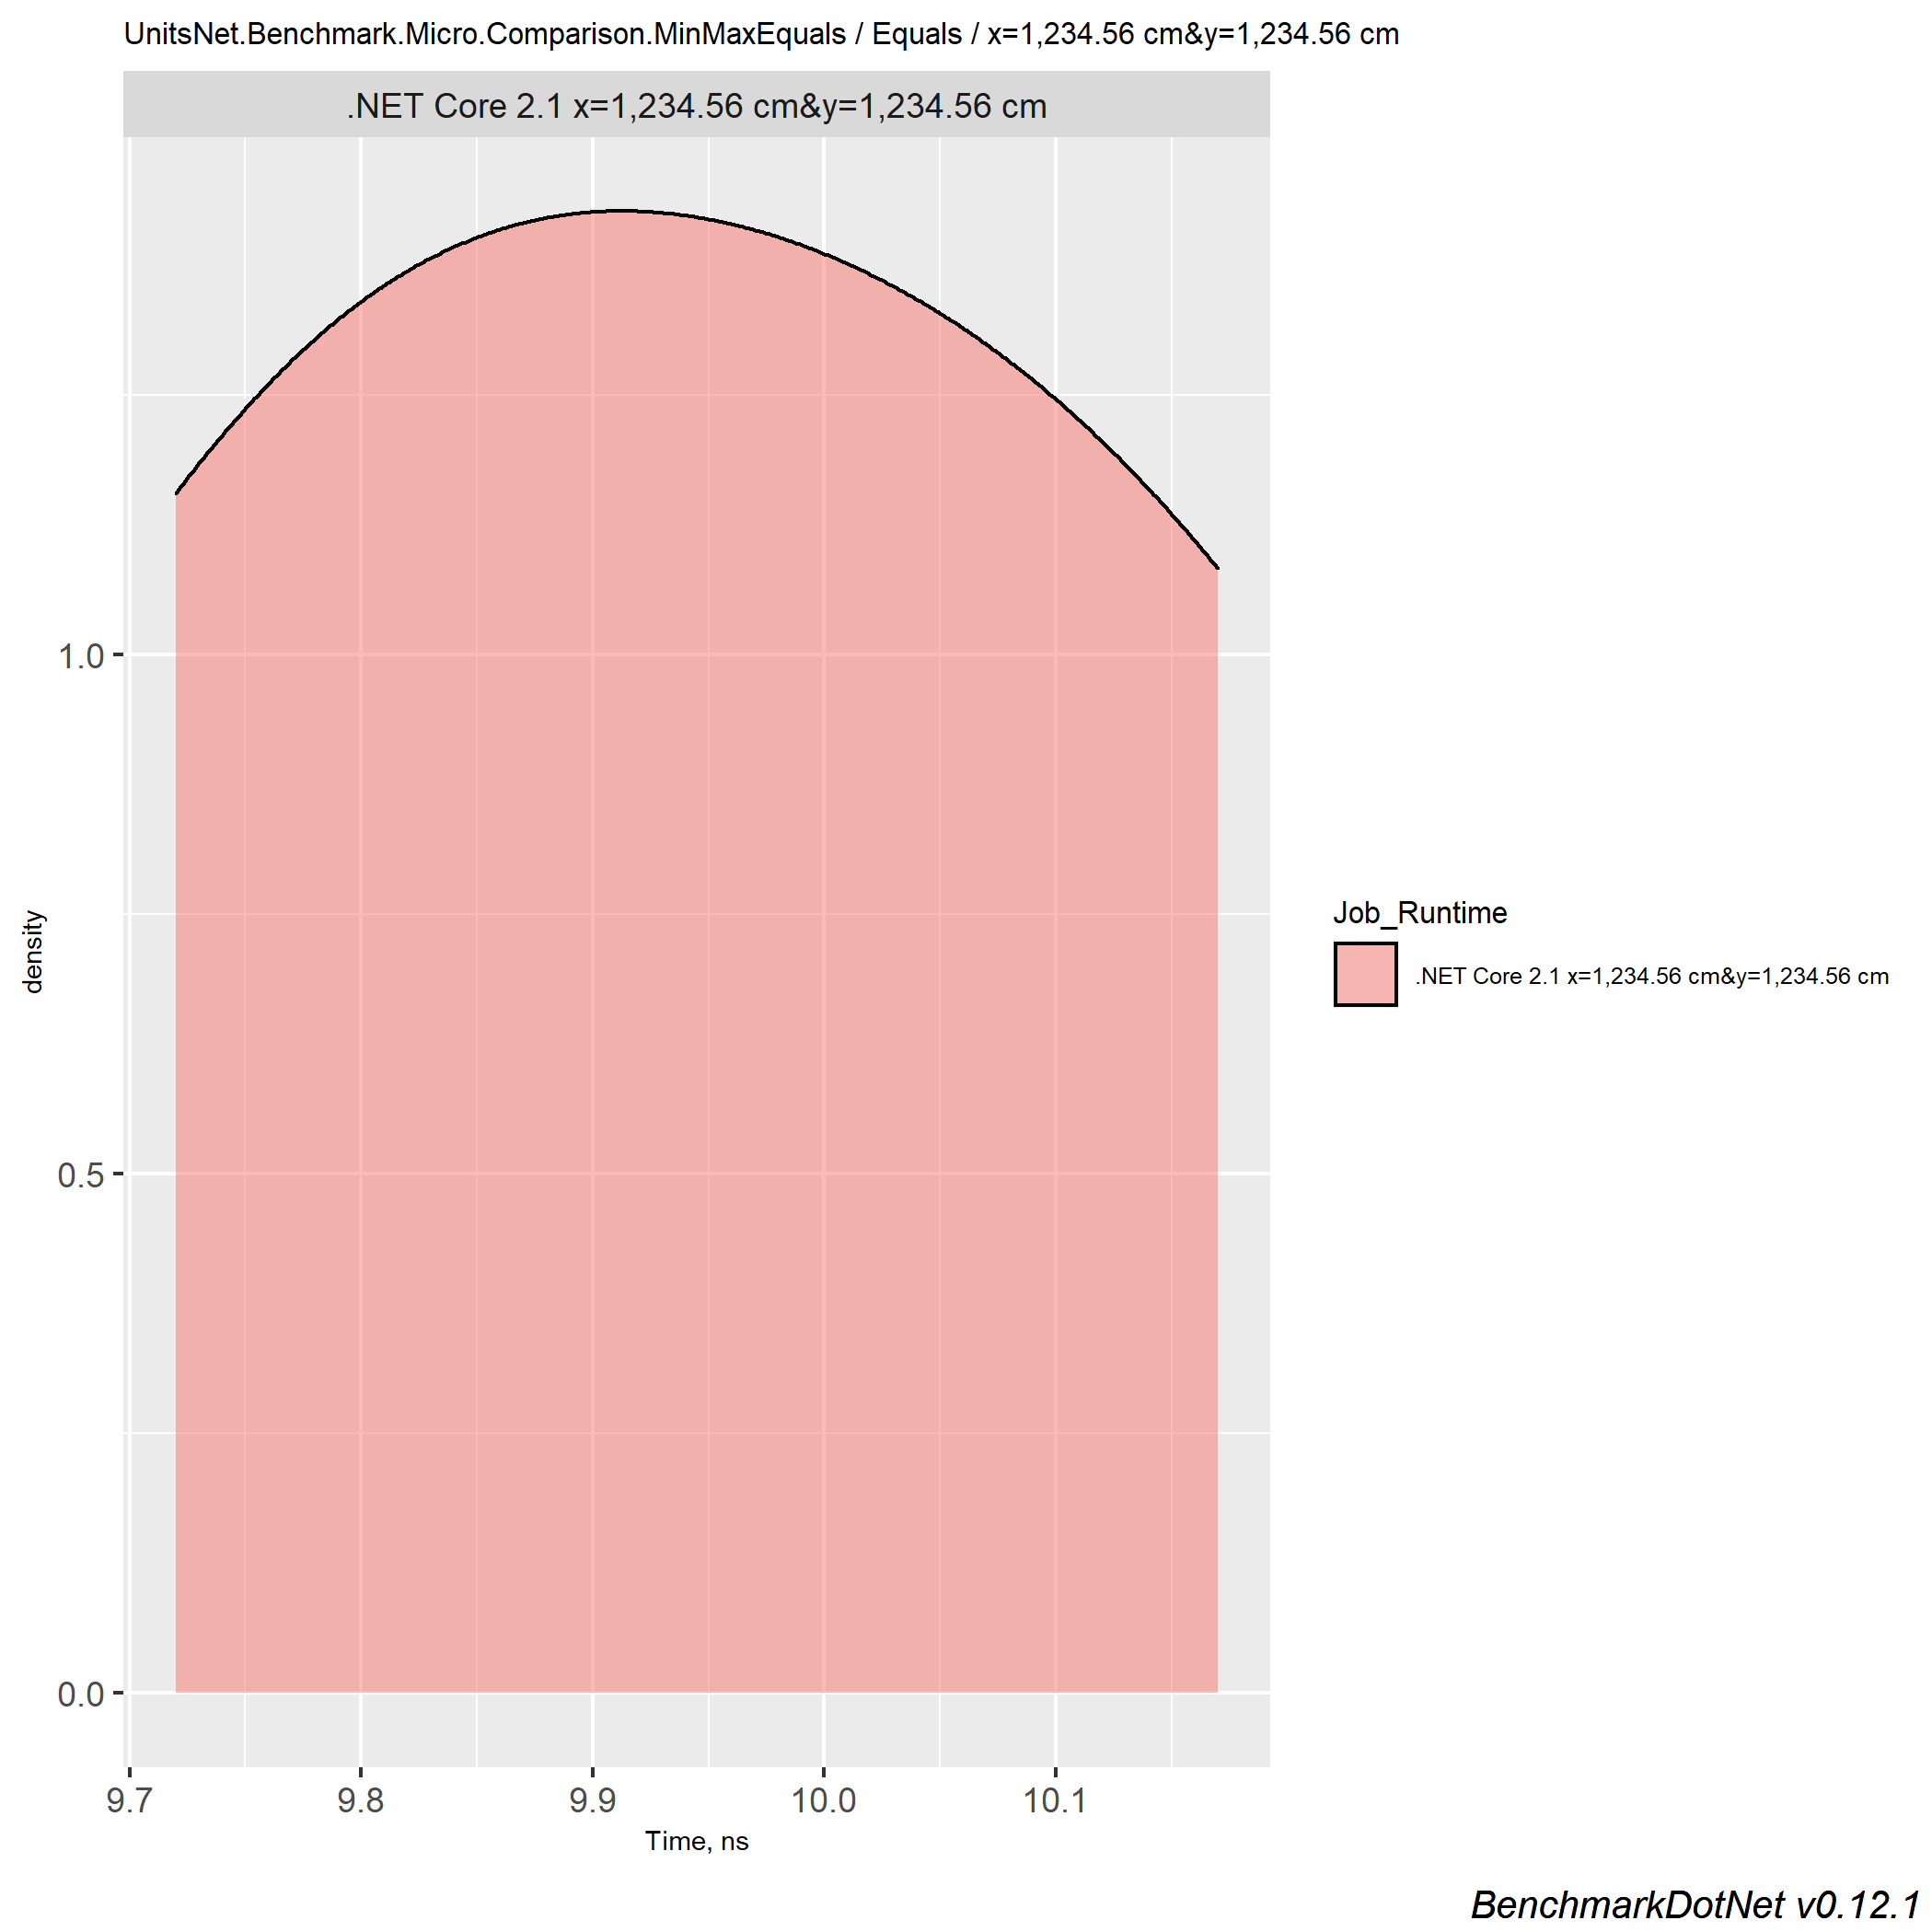 UnitsNet.Benchmark.Micro.Comparison.MinMaxEquals / Equals / x=1,234.56 cm&y=1,234.56 cm
.NET Core 2.1 x=1,234.56 cm&y=1,234.56 cm
1.0
0.5
0.0
density
9.7 9.8 9.9 10.0 10.1
Time, ns
Job_Runtime
.NET Core 2.1 x=1,234.56 cm&y=1,234.56 cm
BenchmarkDotNet v0.12.1